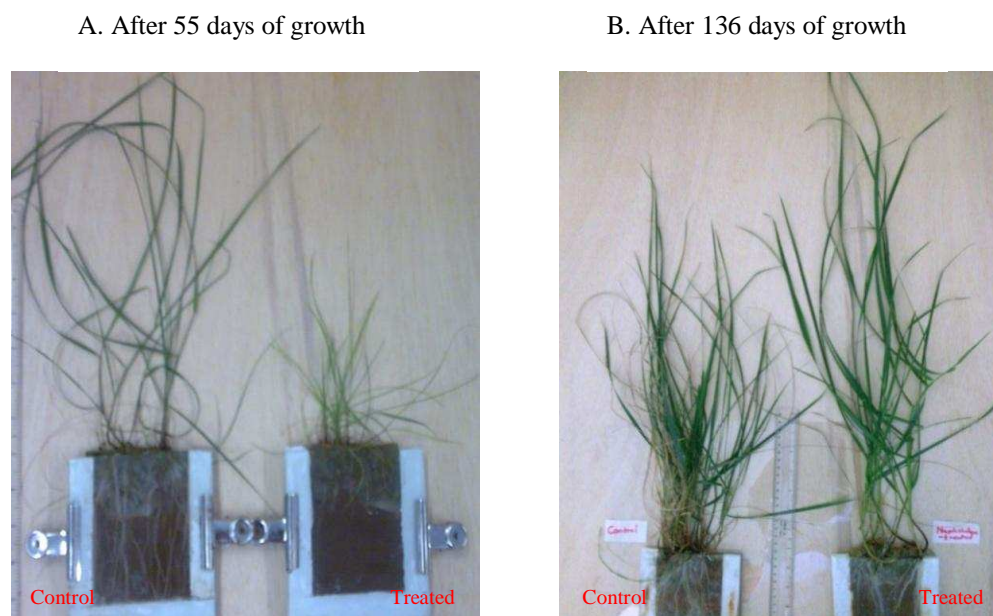 A. After 55 days of growth
B. After 136 days of growth
Control
Treated
Control
Control
Treated